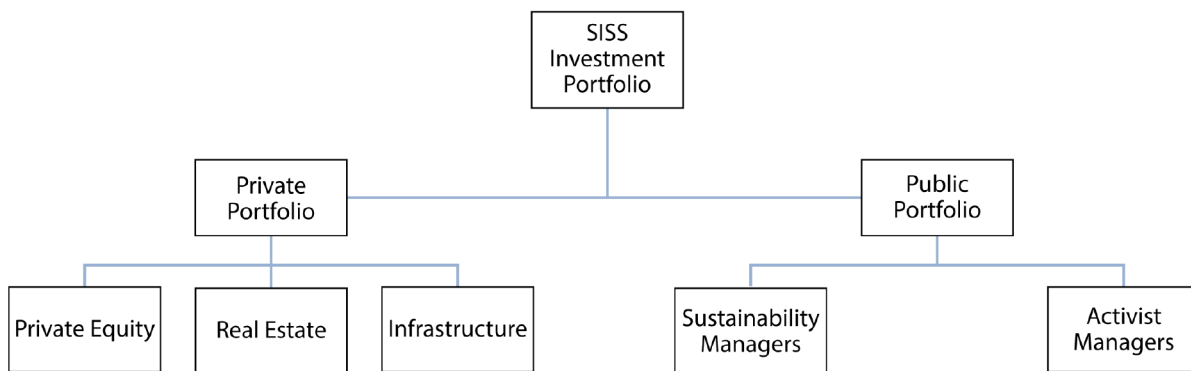 SISS
Investment
Portfolio
Private
Portfolio
Public
Portfolio
Private Equity
Real Estate
Infrastructure
Sustainability
Managers
Activist
Managers